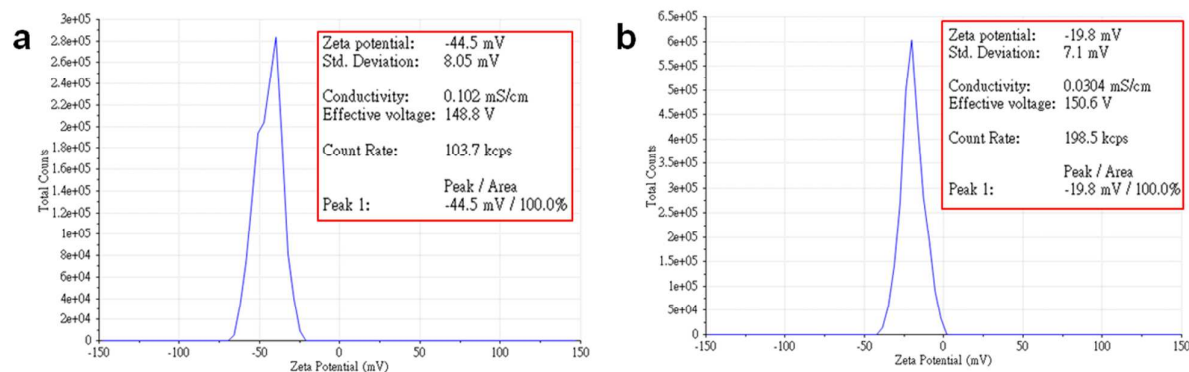 a
3e+05
2.8e+05
2.6e+05
2.4e+05
2.2e+05
2e+05
1.8e+05
1.6e+05
1.4e+05
1.2e+05
1e+05
8e+04
6e+04
4e+04
2e+04
0
Total Counts
-150
-100
-50
0
50
100
150
Zeta Potential (mV)
Zeta potential: -44.5 mV
Std. Deviation: 8.05 mV
Conductivity: 0.102 mS/cm
Effective voltage: 148.8 V
Count Rate: 103.7 kcps
Peak / Area
Peak 1: -44.5 mV / 100.0%
b
6.5e+05
6e+05
5.5e+05
5e+05
4.5e+05
4e+05
3.5e+05
3e+05
2.5e+05
2e+05
1.5e+05
1e+05
5e+04
0
Total Counts
-150
-100
-50
0
50
100
150
Zeta Potential (mV)
Zeta potential: -19.8 mV
Std. Deviation: 7.1 mV
Conductivity: 0.0304 mS/cm
Effective voltage: 150.6 V
Count Rate: 198.5 kcps
Peak / Area
Peak 1: -19.8 mV / 100.0%